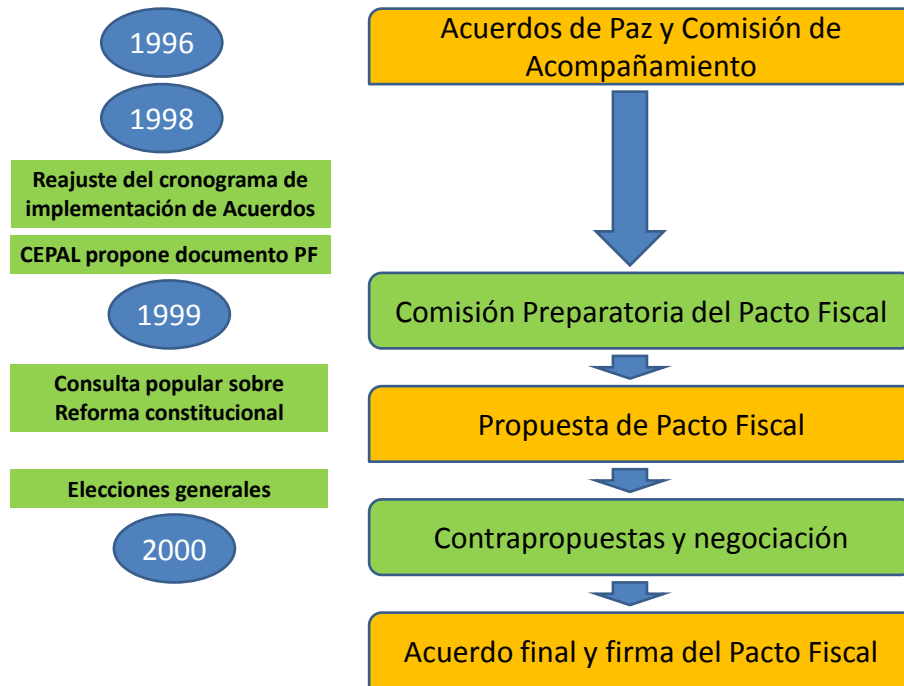 1996
1998
Reajuste del cronograma de
implementación de Acuerdos
CEPAL propone documento PF
1999
Consulta popular sobre
Reforma constitucional
Elecciones generales
2000
Acuerdos de Paz y Comisión de
Acompañamiento
Comisión Preparatoria del Pacto Fiscal
Propuesta de Pacto Fiscal
Contrapropuestas y negociación
Acuerdo final y firma del Pacto Fiscal